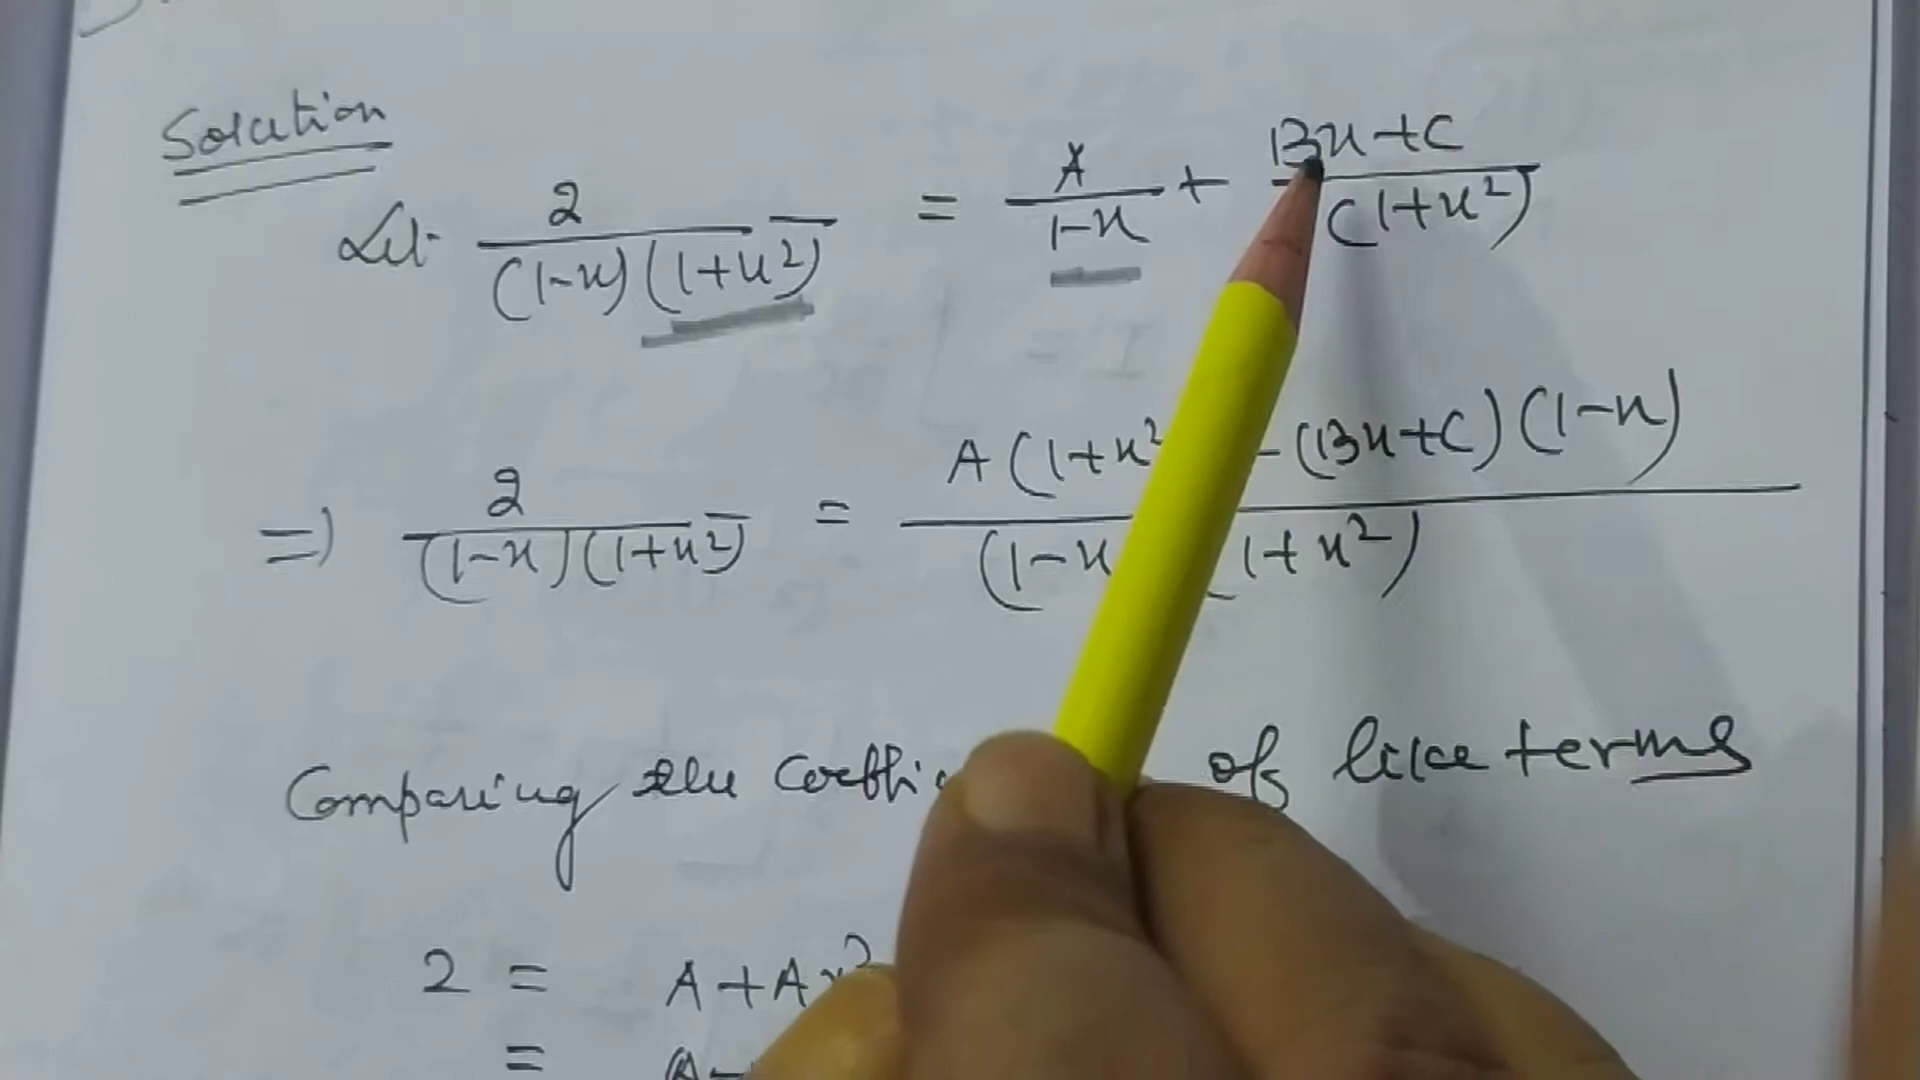 Solution
Let 2/((1-x)(1+x²)) = A/(1-x) + (Bx+C)/(1+x²)
=> 2/((1-x)(1+x²)) = A(1+x² - (Bx+C)(1-x) / (1-x 1+x²)
Comparing the of like terms
2 = A+Ax²
=